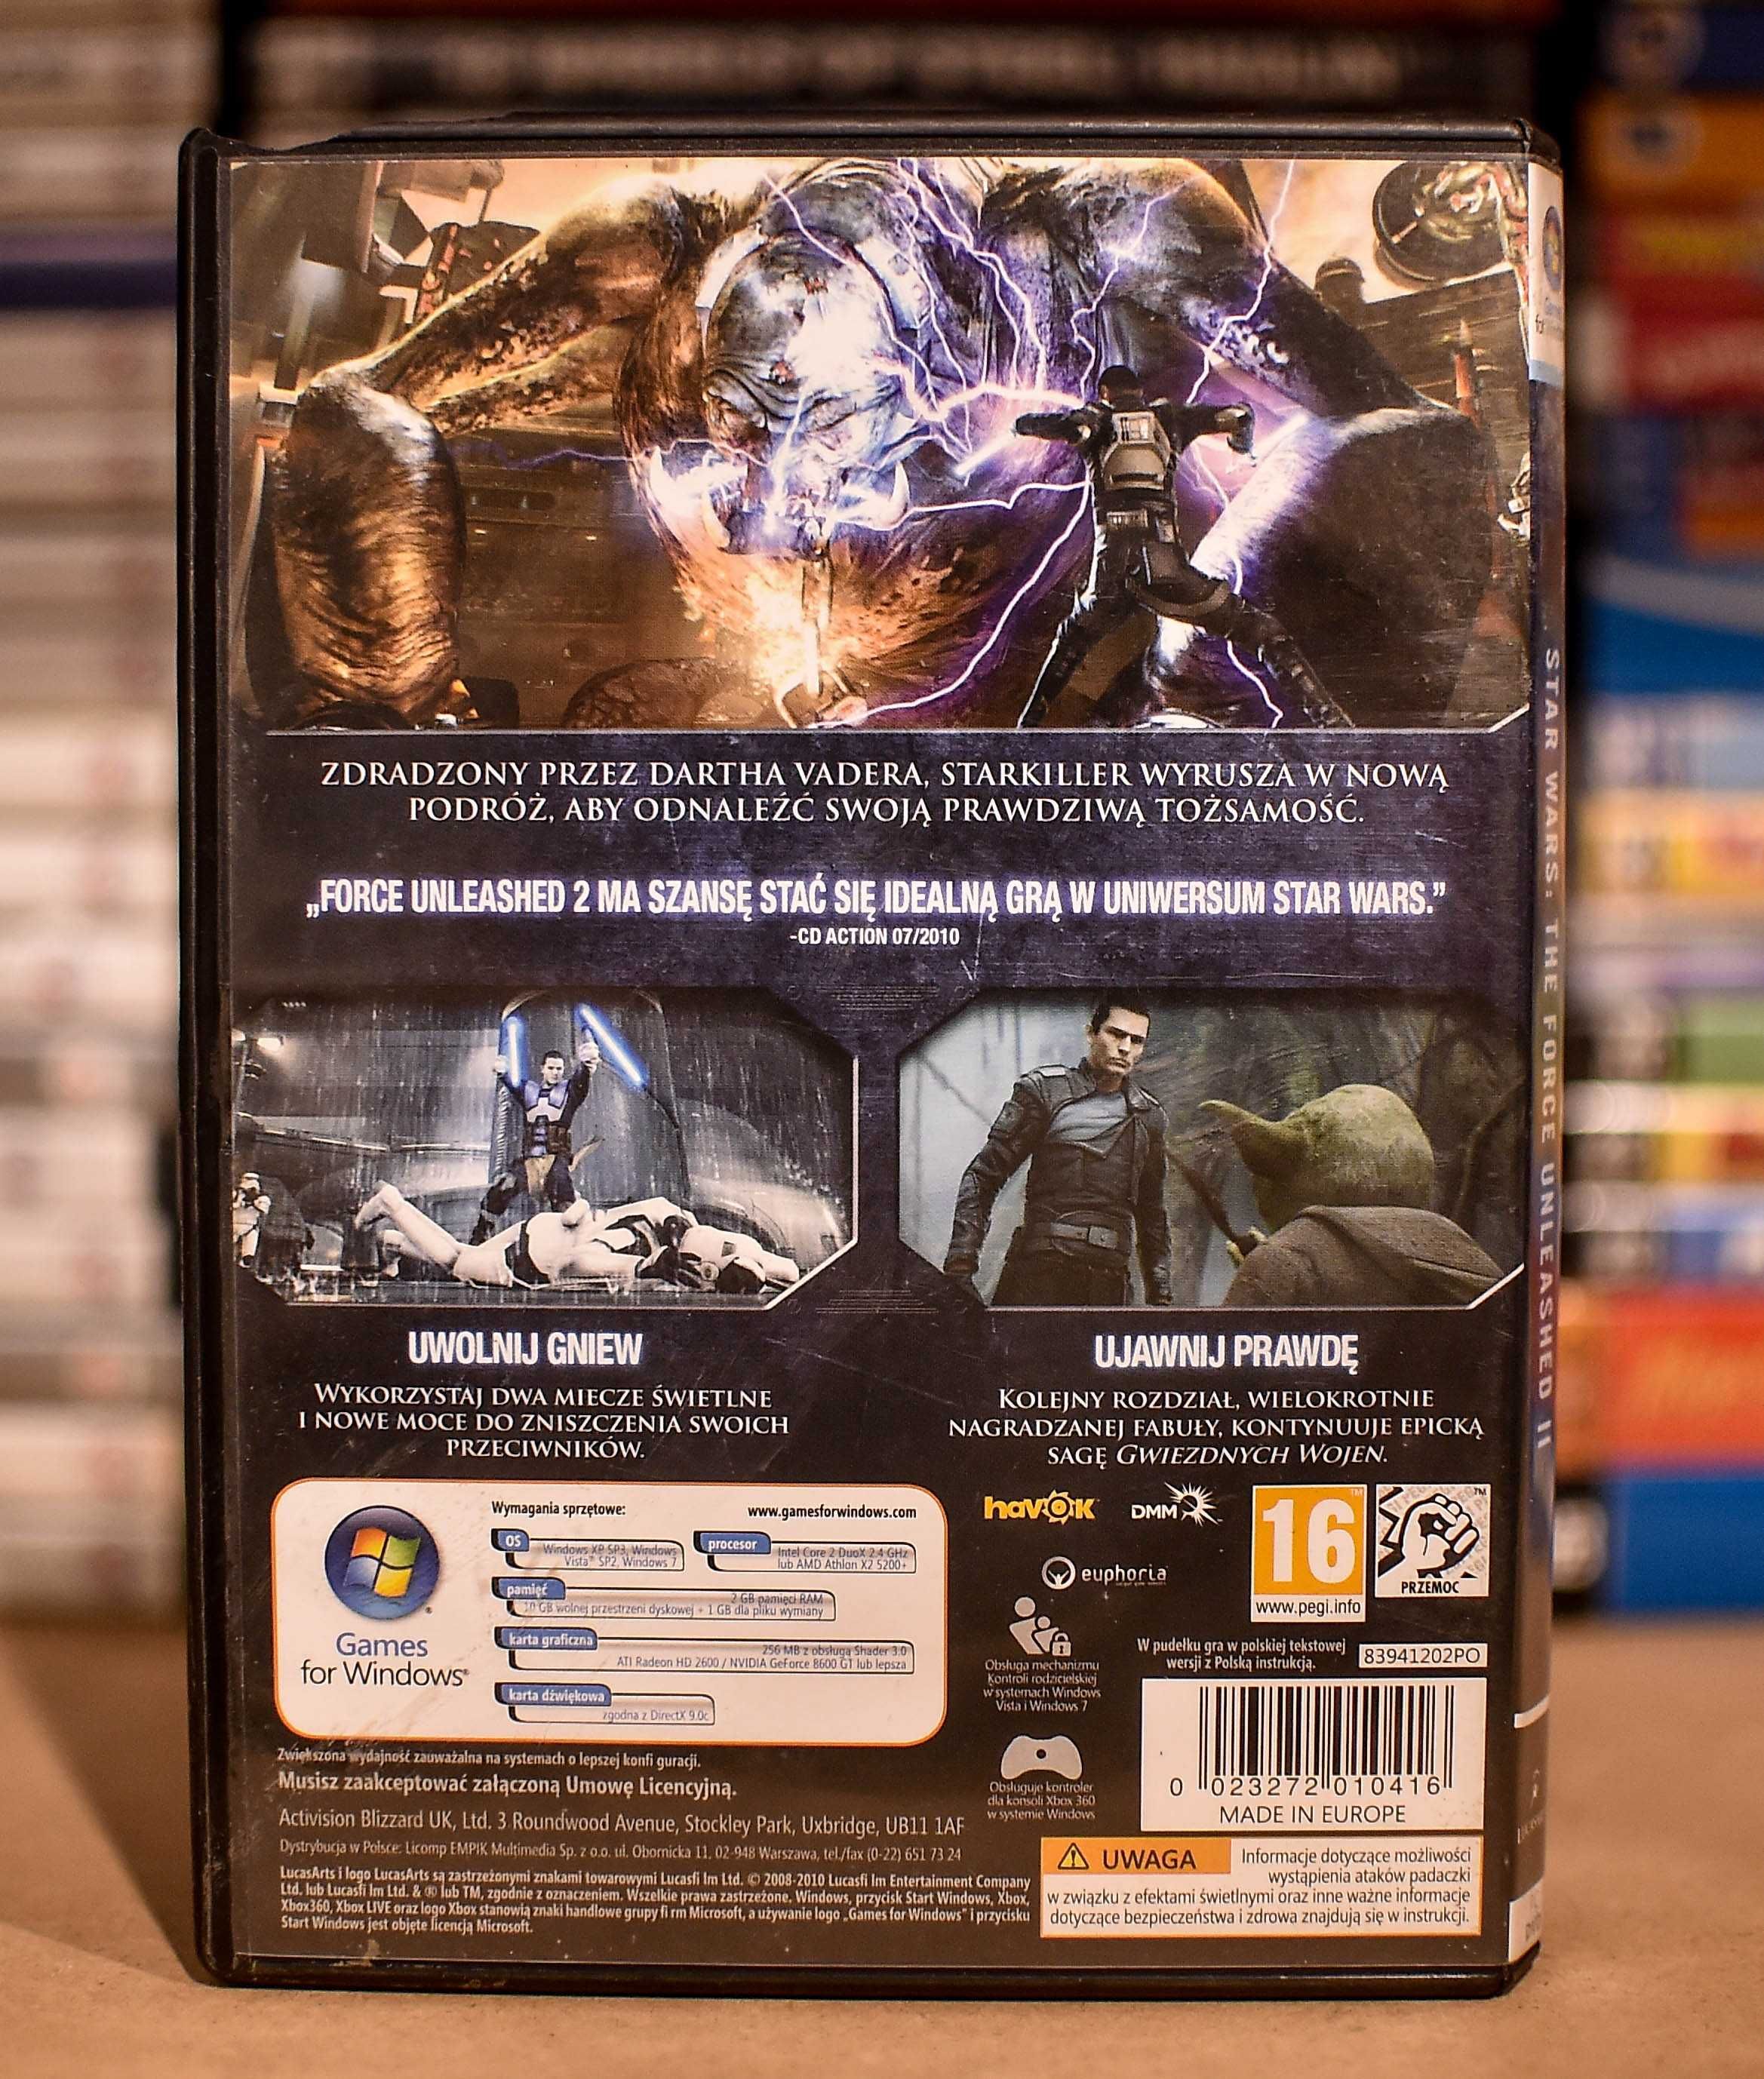 ZDRADZONY PRZEZ DARTHA VADERA, STARKILLER WYRUSZA W NOWĄ
PODRÓŻ, ABY ODNALEŹĆ SWOJĄ PRAWDZIWĄ TOŻSAMOŚĆ.
„FORCE UNLEASHED 2 MA SZANSĘ STAĆ SIĘ IDEALNĄ GRĄ W UNIWERSUM STAR WARS.”
-CD ACTION 07/2010
UWOLNIJ GNIEW
WYKORZYSTAJ DWA MIECZE ŚWIETLNE
I NOWE MOCE DO ZNISZCZENIA SWOICH
PRZECIWNIKÓW.
UJAWNIJ PRAWDĘ
KOLEJNY ROZDZIAŁ, WIELOKROTNIE
NAGRADZANEJ FABUŁY, KONTYNUUJE EPICKĄ
SAGĘ GWIEZDNYCH WOJEN.
Games
for Windows®
Wymagania sprzętowe:
www.gamesforwindows.com
OS
Windows XP SP3, Windows
Vista® SP2, Windows 7
procesor
Intel Core 2 DuoX 2.4 GHz
lub AMD Athlon X2 5200+
pamięć
2 GB pamięci RAM
10 GB wolnej przestrzeni dyskowej + 1 GB dla pliku wymiany
karta graficzna
256 MB z obsługą Shader 3.0
ATI Radeon HD 2600 / NVIDIA GeForce 8600 GT lub lepsza
karta dźwiękowa
zgodna z DirectX 9.0c
Zwiększona wydajność zauważalna na systemach o lepszej konfi guracji.
Musisz zaakceptować załączoną Umowę Licencyjną.
Activision Blizzard UK, Ltd. 3 Roundwood Avenue, Stockley Park, Uxbridge, UB11 1AF
Dystrybucja w Polsce: Licomp EMPIK Multimedia Sp. z o.o. ul. Obornicka 11, 02-948 Warszawa, tel./fax (0-22) 651 73 24
LucasArts i logo LucasArts są zastrzeżonymi znakami towarowymi Lucasfi lm Ltd. © 2008-2010 Lucasfi lm Entertainment Company
Ltd. lub Lucasfi lm Ltd. & ® lub TM, zgodnie z oznaczeniem. Wszelkie prawa zastrzeżone. Windows, przycisk Start Windows, Xbox,
Xbox360, Xbox LIVE oraz logo Xbox stanowią znaki handlowe grupy fi rm Microsoft, a używanie logo „Games for Windows” i przycisku
Start Windows jest objęte licencją Microsoft.
havok™
DMM
euphoria
Obsługa mechanizmu
Kontroli rodzicielskiej
w systemach Windows
Vista i Windows 7
Obsługuje kontroler
dla konsoli Xbox 360
w systemie Windows
16
™
www.pegi.info
PRZEMOC
™
W pudełku gra w polskiej tekstowej
wersji z Polską instrukcją.
83941202PO
0 023272 010416
MADE IN EUROPE
UWAGA
Informacje dotyczące możliwości
wystąpienia ataków padaczki
w związku z efektami świetlnymi oraz inne ważne informacje
dotyczące bezpieczeństwa i zdrowa znajdują się w instrukcji.
STAR WARS: THE FORCE UNLEASHED II